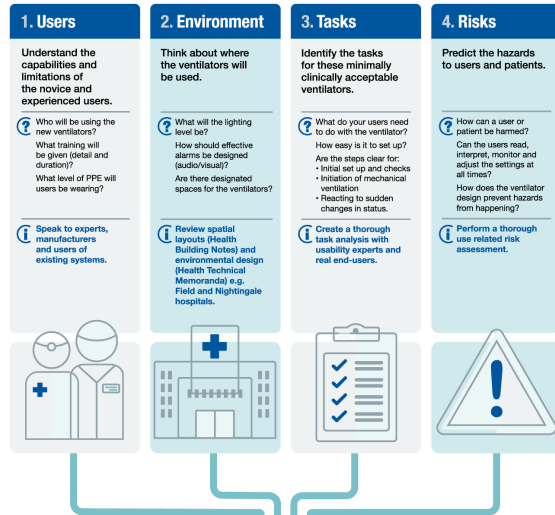 1. Users
Understand the
capabilities and
limitations of
the novice and
experienced users.
Who will be using the
new ventilators?
What training will
be given (detail and
duration)?
What level of PPE will
users be wearing?
Speak to experts,
manufacturers
and users of
existing systems.
2. Environment
Think about where
the ventilators will
be used.
What will the lighting
level be?
How should effective
alarms be designed
(audio/visual)?
Are there designated
spaces for the ventilators?
Review spatial
layouts (Health
Building Notes) and
environmental design
(Health Technical
Memoranda) e.g.
Field and Nightingale
hospitals.
3. Tasks
Identify the tasks
for these minimally
clinically acceptable
ventilators.
What do your users need
to do with the ventilator?
How easy is it to set up?
Are the steps clear for:
• Initial set up and checks
• Initiation of mechanical
ventilation
• Reacting to sudden
changes in status.
Create a thorough
task analysis with
usability experts and
real end-users.
4. Risks
Predict the hazards
to users and patients.
How can a user or
patient be harmed?
Can the users read,
interpret, monitor and
adjust the settings at
all times?
How does the ventilator
design prevent hazards
from happening?
Perform a thorough
use related risk
assessment.